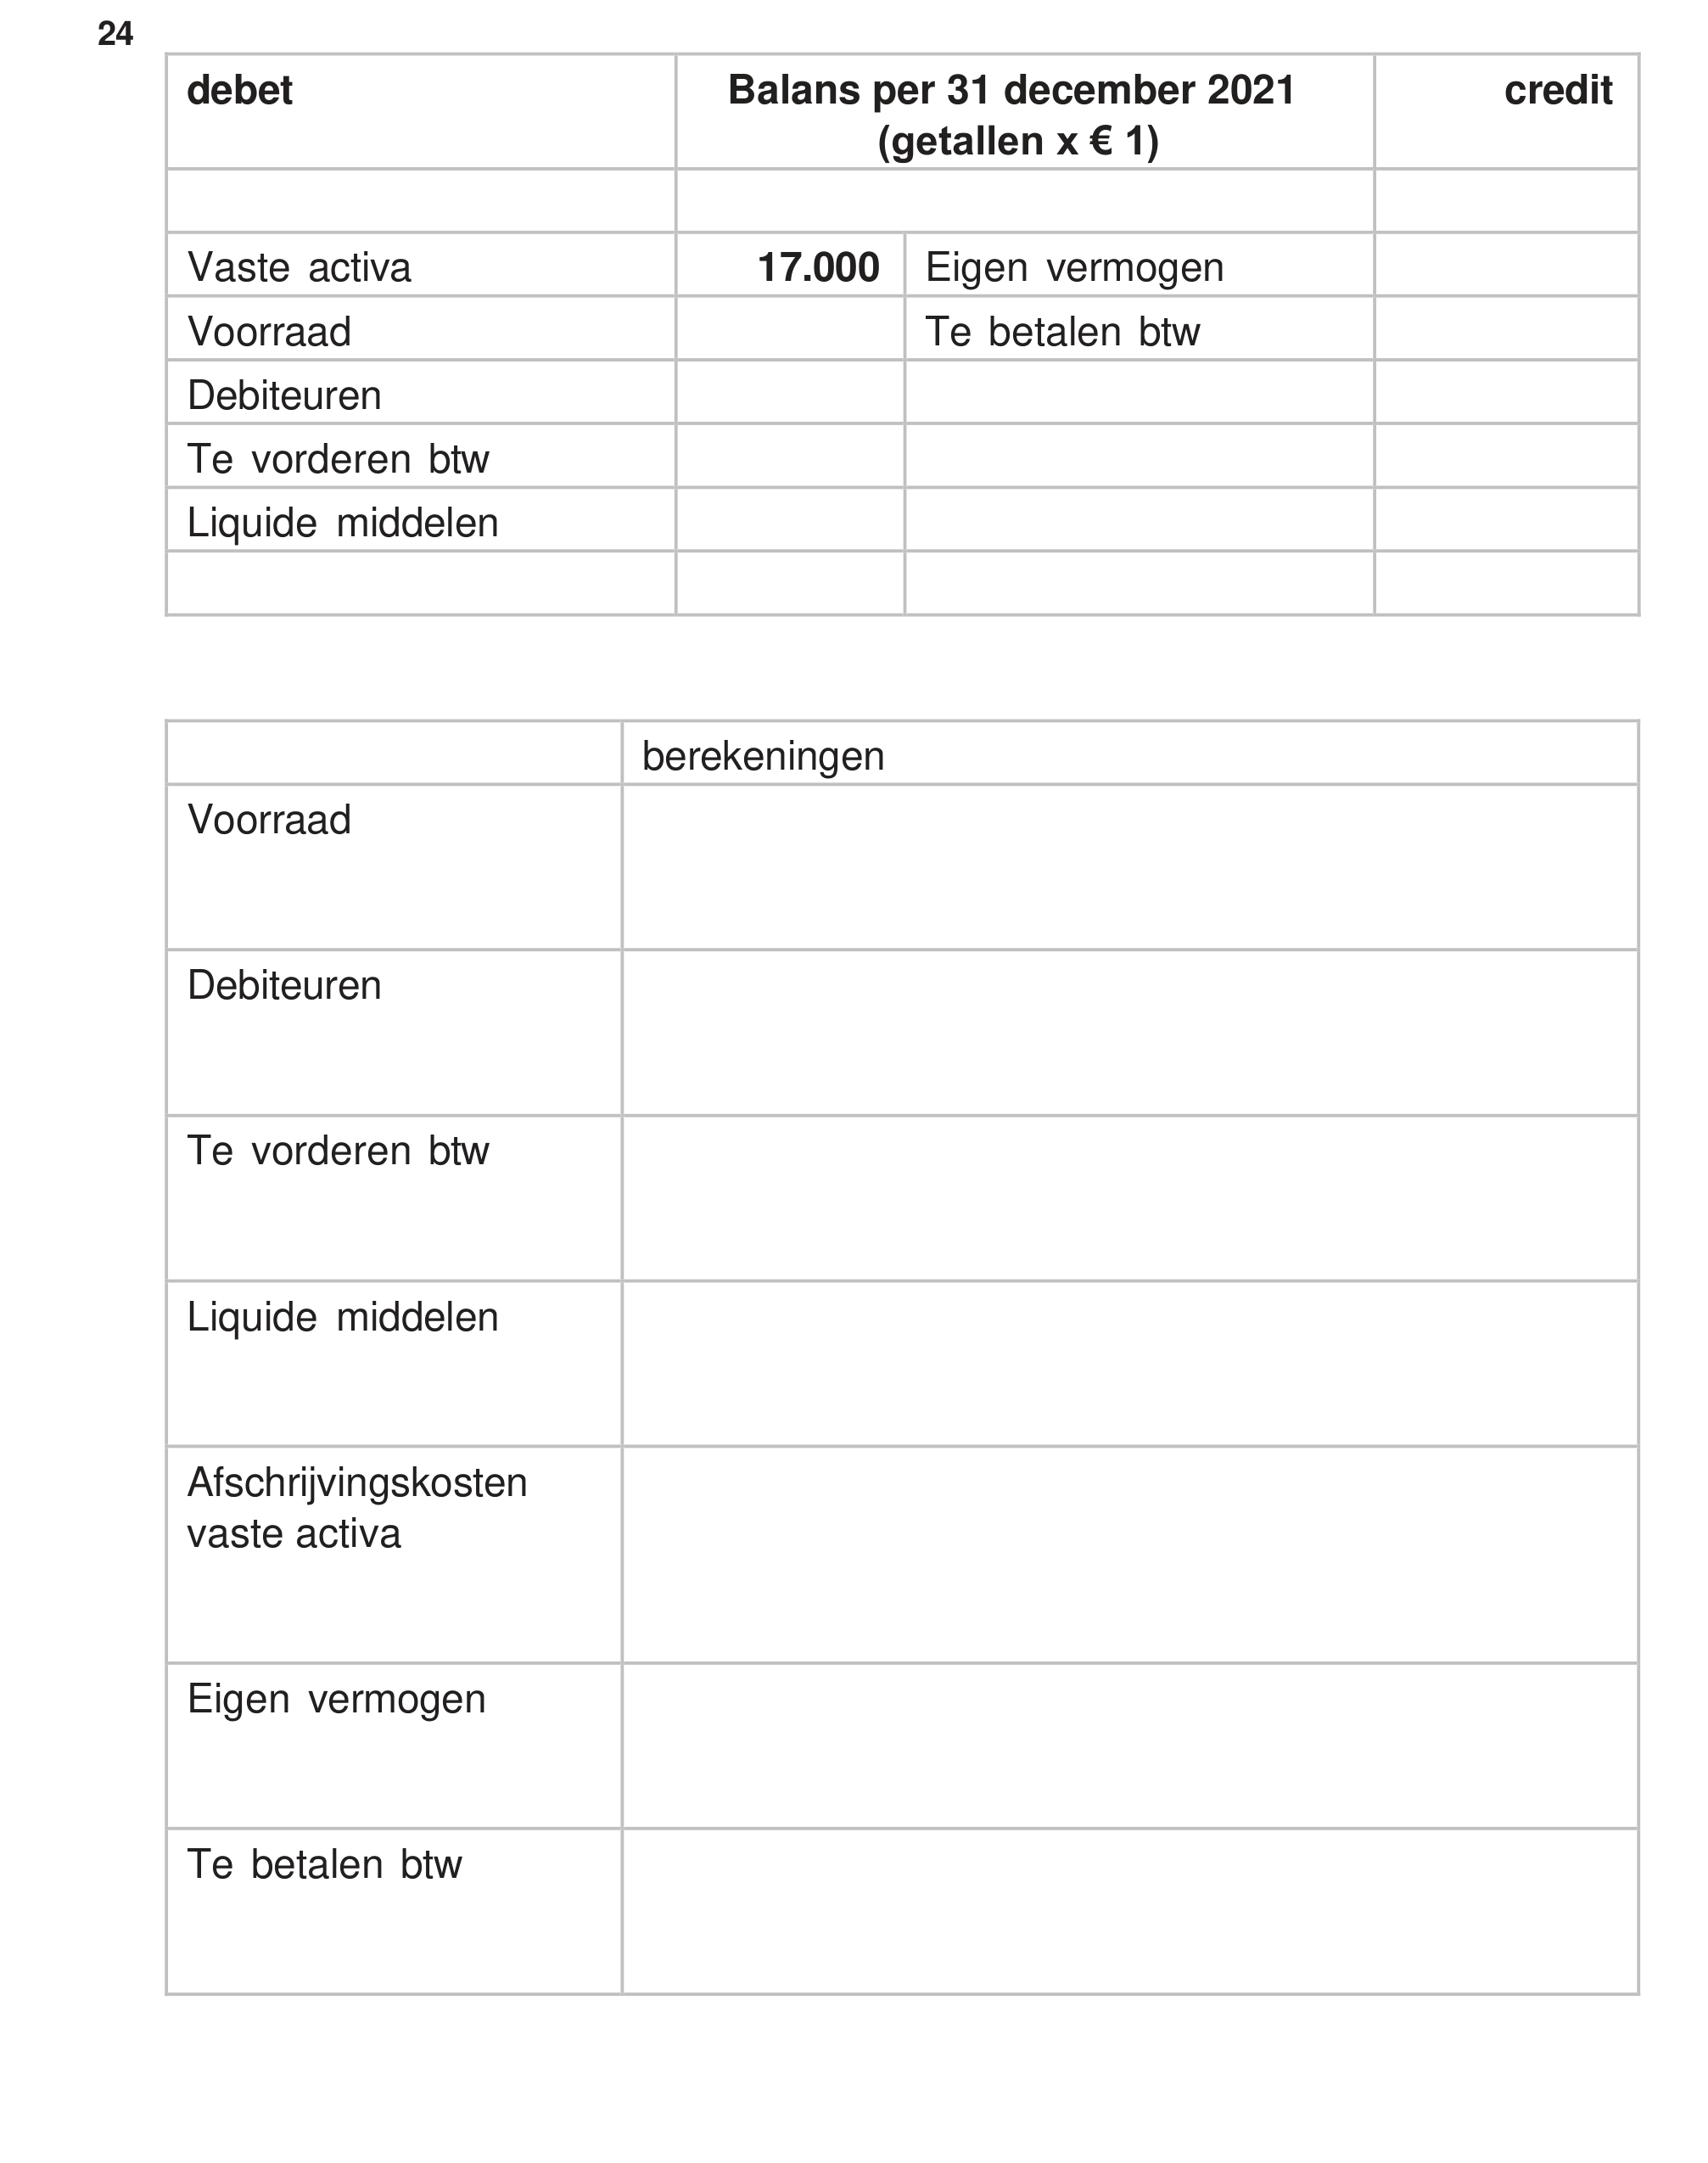 24
debet Balans per 31 december 2021 credit
(getallen x € 1)
Vaste activa 17.000 Eigen vermogen
Voorraad Te betalen btw
Debiteuren
Te vorderen btw
Liquide middelen
berekeningen
Voorraad
Debiteuren
Te vorderen btw
Liquide middelen
Afschrijvingskosten
vaste activa
Eigen vermogen
Te betalen btw